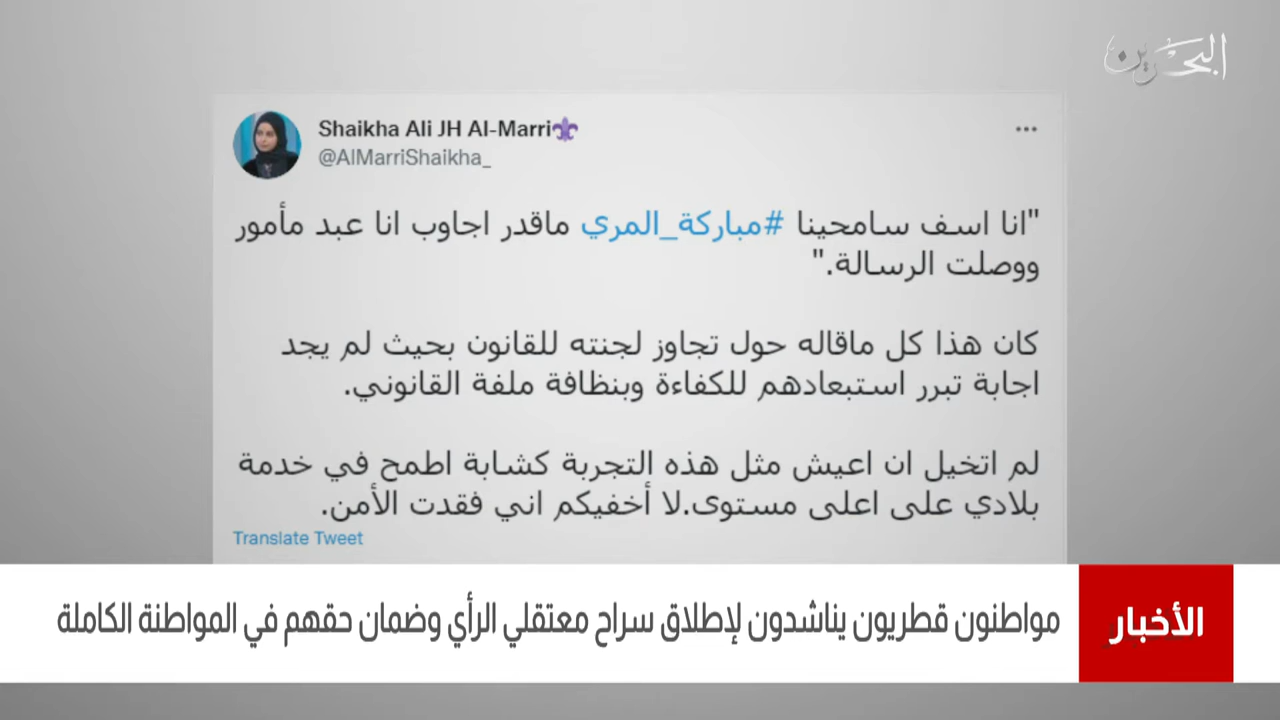 البحرين
Shaikha Ali JH Al-Marri
@AlMarriShaikha_
"انا اسف سامحينا #مباركة_المري ماقدر اجاوب انا عبد مأمور
ووصلت الرسالة."
كان هذا كل ماقاله حول تجاوز لجنته للقانون بحيث لم يجد
اجابة تبرر استبعادهم للكفاءة وبنظافة ملفة القانوني.
لم اتخيل ان اعيش مثل هذه التجربة كشابة اطمح في خدمة
بلادي على اعلى مستوى.لا أخفيكم اني فقدت الأمن.
Translate Tweet
الأخبار
مواطنون قطريون يناشدون لإطلاق سراح معتقلي الرأي وضمان حقهم في المواطنة الكاملة